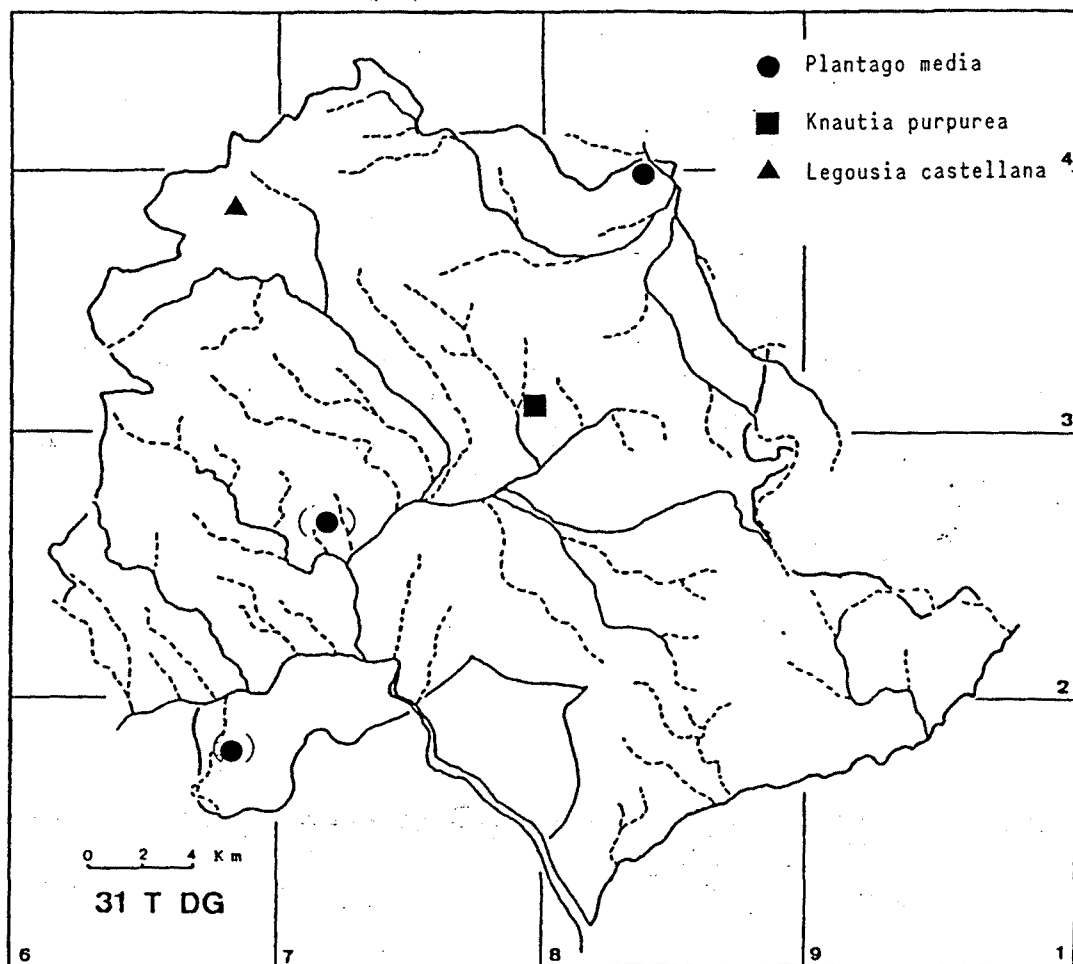 Plantago media
Knautia purpurea
Legousia castellana
4
3
2
0 2 4 Km
31 T DG
6 7 8 9 1